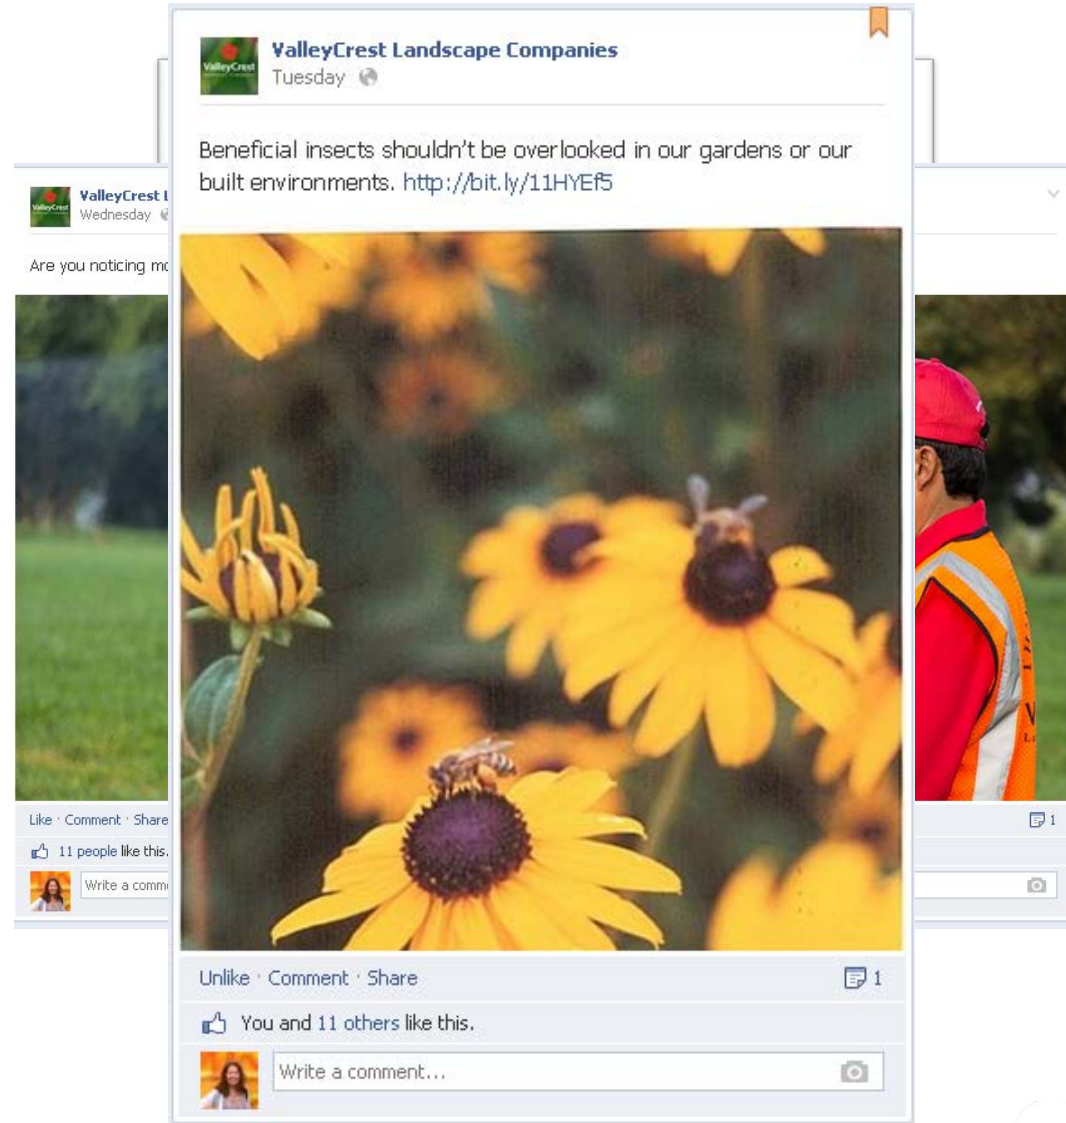 ValleyCrest Landscape Companies
Tuesday
Beneficial insects shouldn't be overlooked in our gardens or our
built environments. http://bit.ly/11HYEf5
Unlike · Comment · Share
1
You and 11 others like this.
Write a comment...
ValleyCrest
ValleyCrest
Wednesday
Are you noticing
Like · Comment · Share
1
11 people like this.
Write a